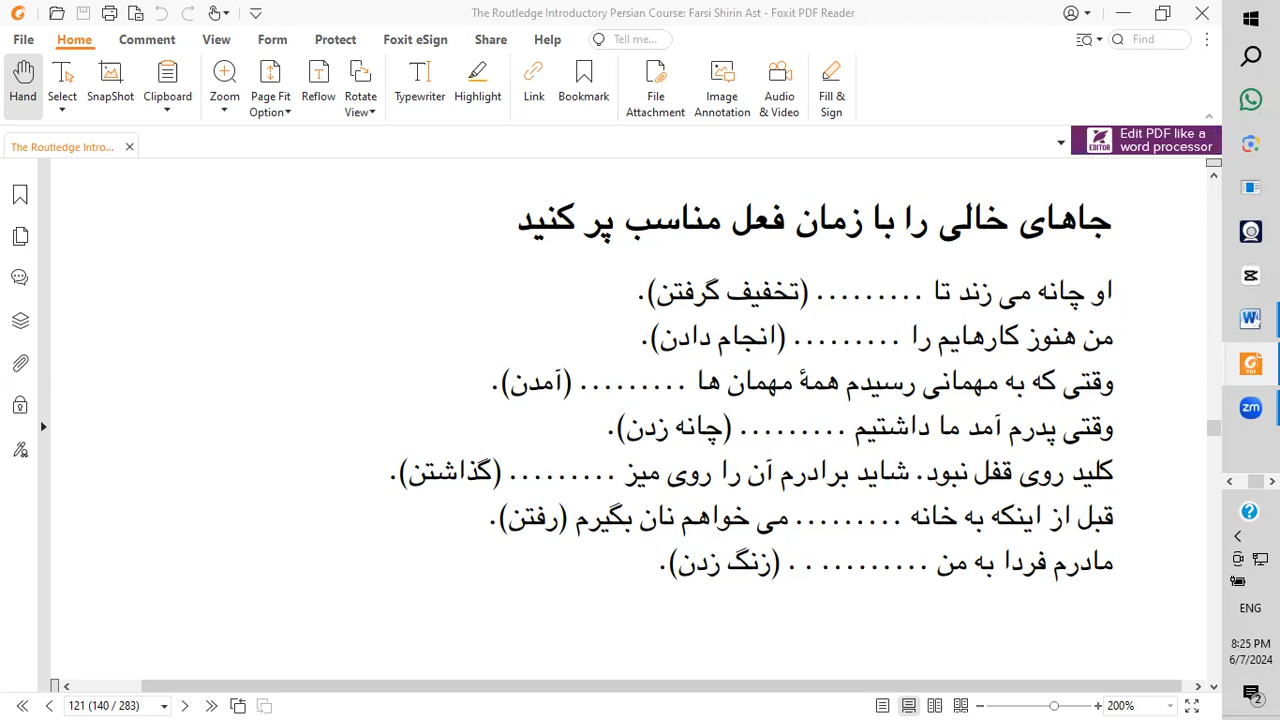 The Routledge Introductory Persian Course: Farsi Shirin Ast - Foxit PDF Reader
File Home Comment View Form Protect Foxit eSign Share Help Tell me... Find
Hand Select SnapShot Clipboard Zoom Page Fit Option Reflow Rotate View Typewriter Highlight Link Bookmark File Attachment Image Annotation Audio & Video Fill & Sign
The Routledge Intro...
EDITOR Edit PDF like a word processor
جاهای خالی را با زمان فعل مناسب پر کنید
او چانه می زند تا ......... (تخفیف گرفتن).
من هنوز کارهایم را ......... (انجام دادن).
وقتی که به مهمانی رسیدم همهٔ مهمان ها ......... (آمدن).
وقتی پدرم آمد ما داشتیم ......... (چانه زدن).
کلید روی قفل نبود. شاید برادرم آن را روی میز ......... (گذاشتن).
قبل از اینکه به خانه ......... می خواهم نان بگیرم (رفتن).
مادرم فردا به من ........... (زنگ زدن).
121 (140 / 283)
200%
W
PDF
zm
ENG
8:25 PM
6/7/2024
2